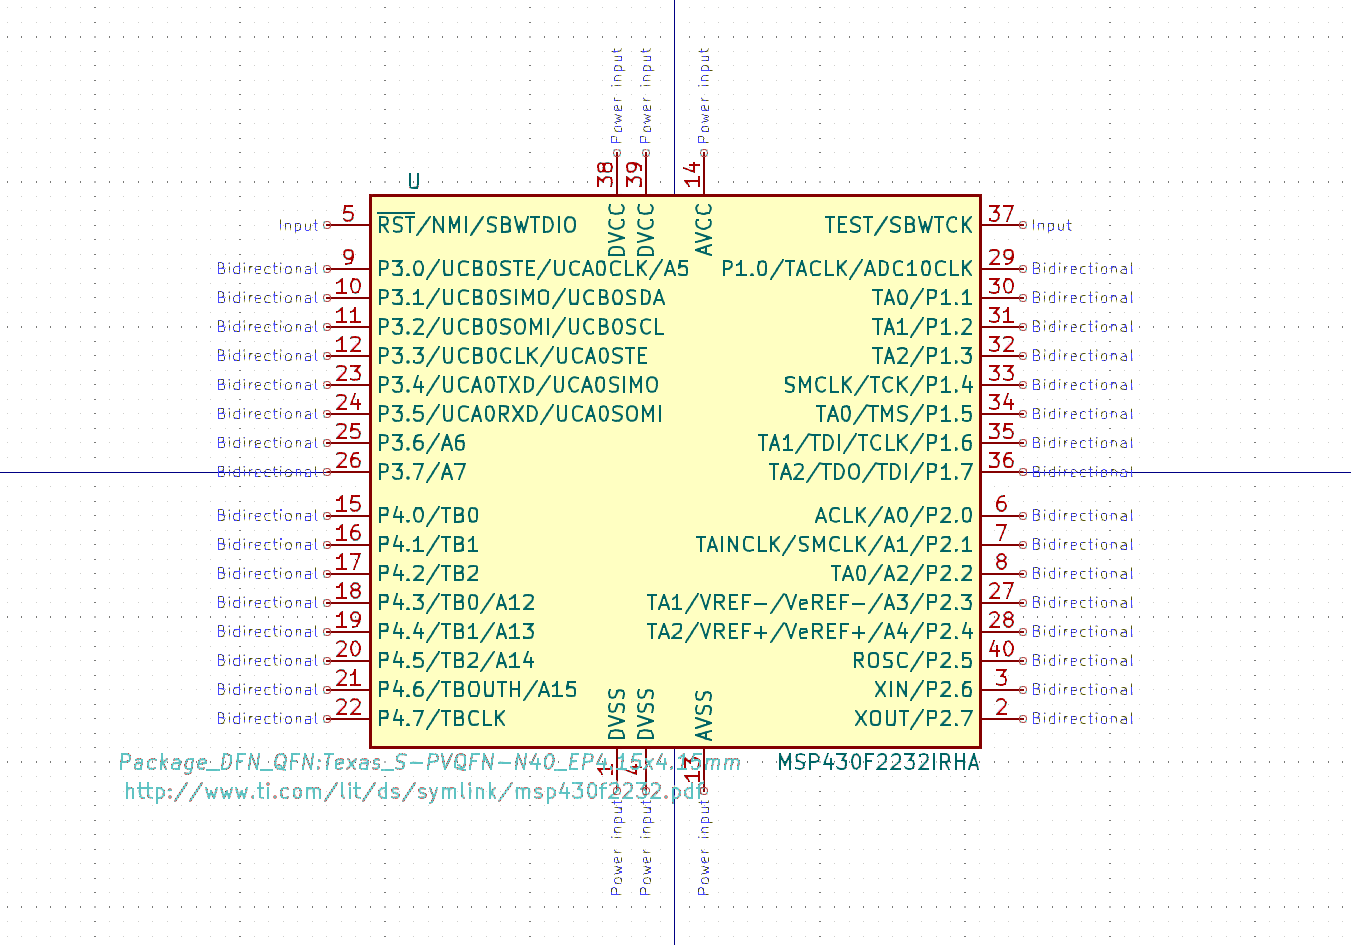 Power input
Power input
Power input
38
39
14
U
DVCC
DVCC
AVCC
Input 5 RST/NMI/SBWTDIO TEST/SBWTCK 37 Input
Bidirectional 9 P3.0/UCB0STE/UCA0CLK/A5 P1.0/TACLK/ADC10CLK 29 Bidirectional
Bidirectional 10 P3.1/UCB0SIMO/UCB0SDA TA0/P1.1 30 Bidirectional
Bidirectional 11 P3.2/UCB0SOMI/UCB0SCL TA1/P1.2 31 Bidirectional
Bidirectional 12 P3.3/UCB0CLK/UCA0STE TA2/P1.3 32 Bidirectional
Bidirectional 23 P3.4/UCA0TXD/UCA0SIMO SMCLK/TCK/P1.4 33 Bidirectional
Bidirectional 24 P3.5/UCA0RXD/UCA0SOMI TA0/TMS/P1.5 34 Bidirectional
Bidirectional 25 P3.6/A6 TA1/TDI/TCLK/P1.6 35 Bidirectional
Bidirectional 26 P3.7/A7 TA2/TDO/TDI/P1.7 36 Bidirectional
Bidirectional 15 P4.0/TB0 ACLK/A0/P2.0 6 Bidirectional
Bidirectional 16 P4.1/TB1 TAINCLK/SMCLK/A1/P2.1 7 Bidirectional
Bidirectional 17 P4.2/TB2 TA0/A2/P2.2 8 Bidirectional
Bidirectional 18 P4.3/TB0/A12 TA1/VREF-/VeREF-/A3/P2.3 27 Bidirectional
Bidirectional 19 P4.4/TB1/A13 TA2/VREF+/VeREF+/A4/P2.4 28 Bidirectional
Bidirectional 20 P4.5/TB2/A14 ROSC/P2.5 40 Bidirectional
Bidirectional 21 P4.6/TBOUTH/A15 XIN/P2.6 3 Bidirectional
Bidirectional 22 P4.7/TBCLK XOUT/P2.7 2 Bidirectional
DVSS
DVSS
AVSS
Package_DFN_QFN:Texas_S-PVQFN-N40_EP4.15x4.15mm MSP430F2232IRHA
1
4
13
http://www.ti.com/lit/ds/symlink/msp430f2232.pdf
Power input
Power input
Power input